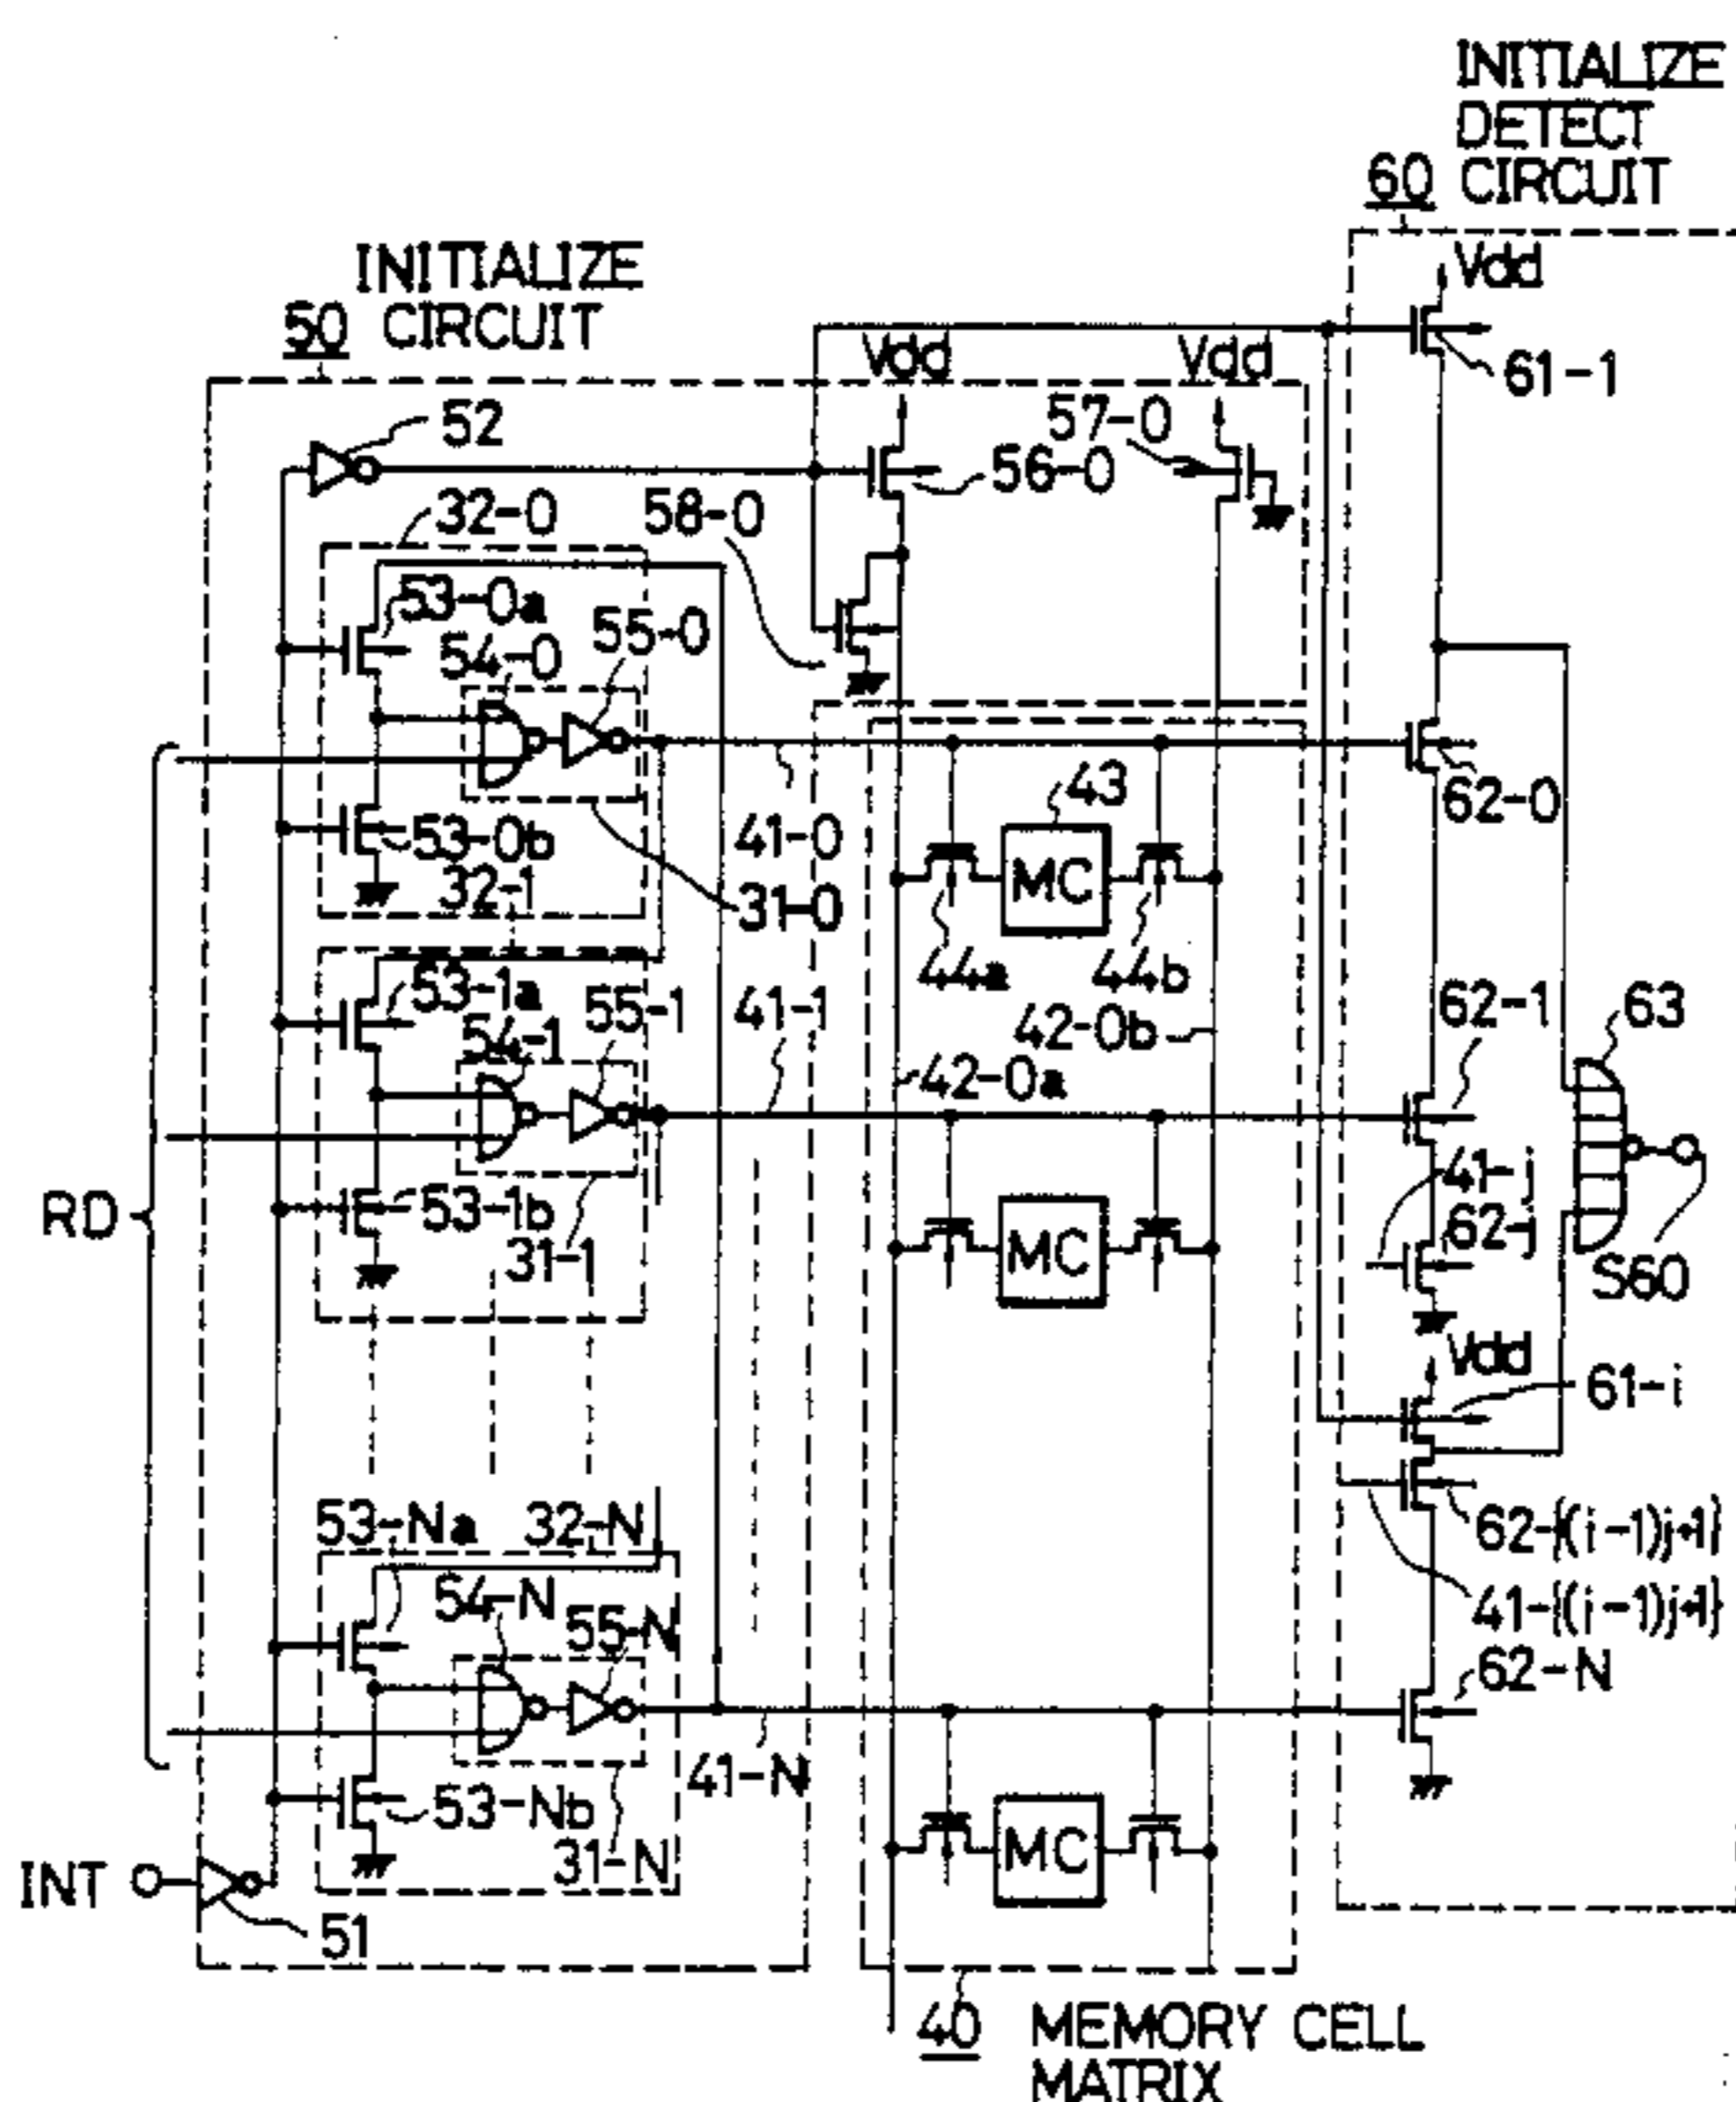 INITIALIZE
DETECT
60 CIRCUIT
INITIALIZE
50 CIRCUIT
Vdd
Vdd
Vdd
61-1
52
57-0
56-0
32-0
58-0
53-0a
55-0
54-0
43
62-0
53-0b
41-0
MC
32-1
31-0
44a
44b
53-1a
55-1
41-1
62-1
63
54-1
42-0b
42-0a
41-j
RD
53-1b
62-j
31-1
MC
S60
Vdd
61-i
53-Na
32-N
62-{(i-1)j+1}
54-N
55-N
41-{(i-1)j+1}
62-N
41-N
53-Nb
MC
INT
31-N
51
40 MEMORY CELL
MATRIX